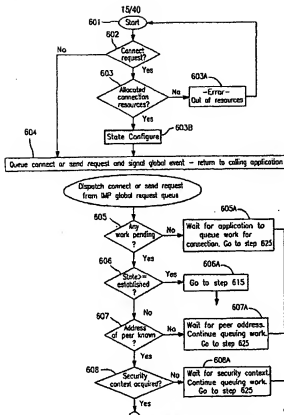 15/40
601
Start
602
No
Connect
request?
Yes
603
603A
Allocated
connection
resources?
No
-Error-
Out of resources
Yes
603B
State Configure
604
Queue connect or send request and signal global event - return to calling application
Dispatch connect or send request
from IMP global request queue
605
605A
Any
work pending
?
No
Wait for application to
queue work for
connection. Go to step 625
Yes
606
606A
State>=
established
?
Yes
Go to step 615
No
607
607A
Address
of peer known
?
No
Wait for peer address.
Continue queuing work.
Go to step 625
Yes
608
608A
Security
context acquired?
No
Wait for security context.
Continue queuing work.
Go to step 625
Yes